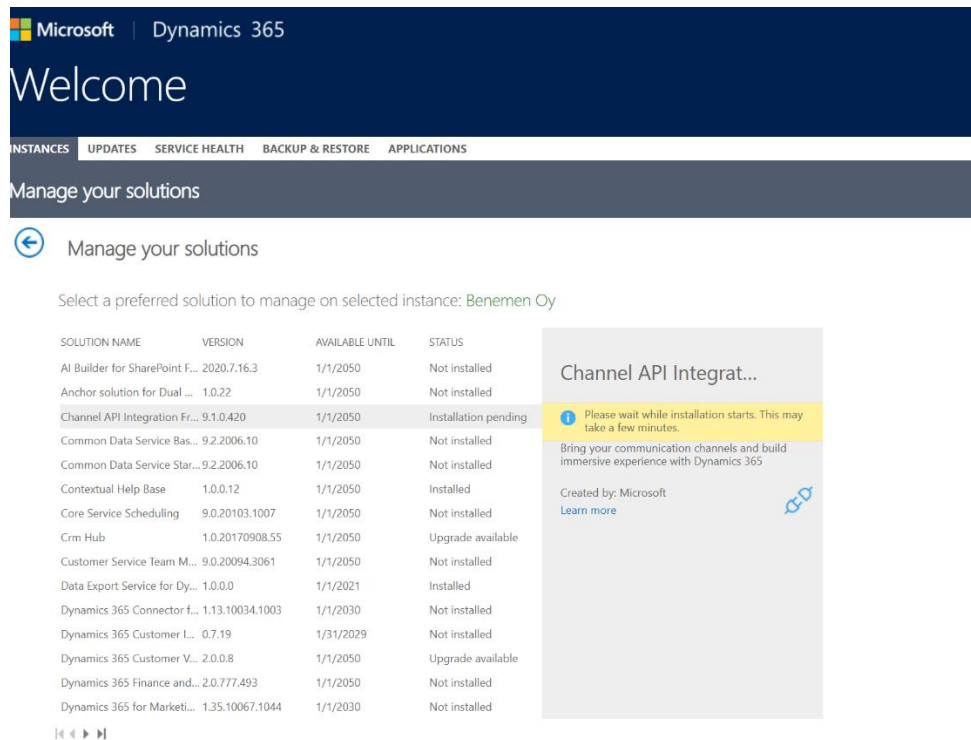 Microsoft | Dynamics 365
Welcome
INSTANCES UPDATES SERVICE HEALTH BACKUP & RESTORE APPLICATIONS
Manage your solutions
Manage your solutions
Select a preferred solution to manage on selected instance: Benemen Oy
SOLUTION NAME VERSION AVAILABLE UNTIL STATUS
AI Builder for SharePoint F... 2020.7.16.3 1/1/2050 Not installed
Anchor solution for Dual ... 1.0.22 1/1/2050 Not installed
Channel API Integration Fr... 9.1.0.420 1/1/2050 Installation pending
Common Data Service Bas... 9.2.2006.10 1/1/2050 Not installed
Common Data Service Star... 9.2.2006.10 1/1/2050 Not installed
Contextual Help Base 1.0.0.12 1/1/2050 Installed
Core Service Scheduling 9.0.20103.1007 1/1/2050 Not installed
Crm Hub 1.0.20170908.55 1/1/2050 Upgrade available
Customer Service Team M... 9.0.20094.3061 1/1/2050 Not installed
Data Export Service for Dy... 1.0.0.0 1/1/2021 Installed
Dynamics 365 Connector f... 1.13.10034.1003 1/1/2030 Not installed
Dynamics 365 Customer I... 0.7.19 1/31/2029 Not installed
Dynamics 365 Customer V... 2.0.0.8 1/1/2050 Upgrade available
Dynamics 365 Finance and... 2.0.777.493 1/1/2050 Not installed
Dynamics 365 for Marketi... 1.35.10067.1044 1/1/2030 Not installed
Channel API Integrat...
Please wait while installation starts. This may
take a few minutes.
Bring your communication channels and build
immersive experience with Dynamics 365
Created by: Microsoft
Learn more